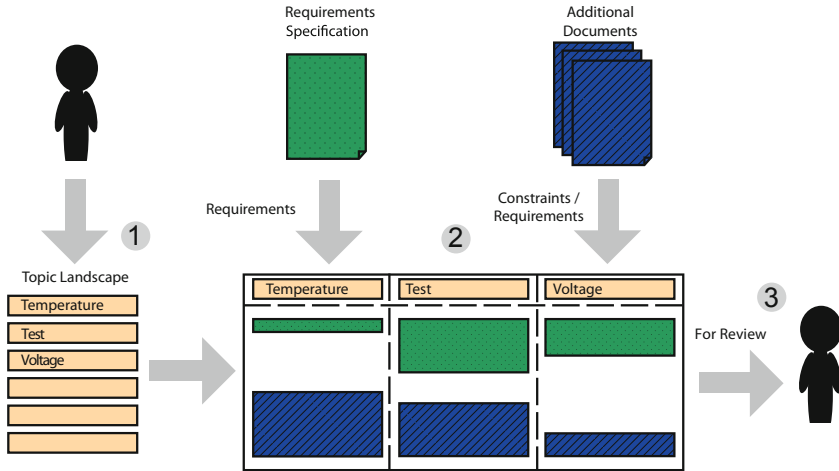 Requirements
Specification
Additional
Documents
Requirements
Constraints /
Requirements
1
2
Topic Landscape
Temperature
Test
Voltage
Temperature
Test
Voltage
3
For Review